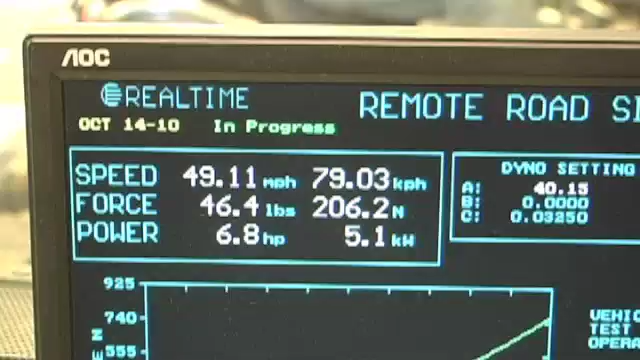 AOC
REALTIME
REMOTE ROAD
OCT 14-10 In Progress
SPEED 49.11 mph 79.03 kph
FORCE 46.4 lbs 206.2 N
POWER 6.8 hp 5.1 kW
DYNO SETTING
A: 40.15
B: 0.0000
C: 0.03250
925
740
555
N
VEHIC
TEST
OPERA